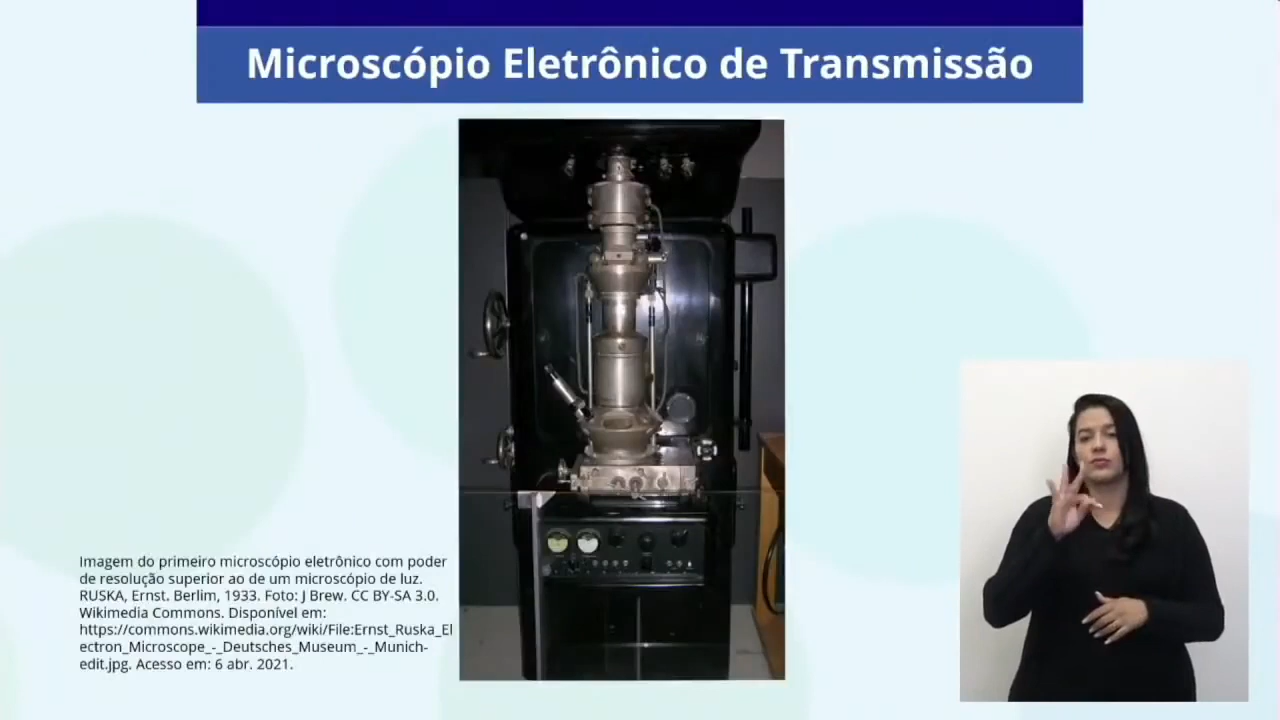 Microscópio Eletrônico de Transmissão
Imagem do primeiro microscópio eletrônico com poder
de resolução superior ao de um microscópio de luz.
RUSKA, Ernst. Berlim, 1933. Foto: J Brew. CC BY-SA 3.0.
Wikimedia Commons. Disponível em:
https://commons.wikimedia.org/wiki/File:Ernst_Ruska_El
ectron_Microscope_-_Deutsches_Museum_-_Munich-
edit.jpg. Acesso em: 6 abr. 2021.